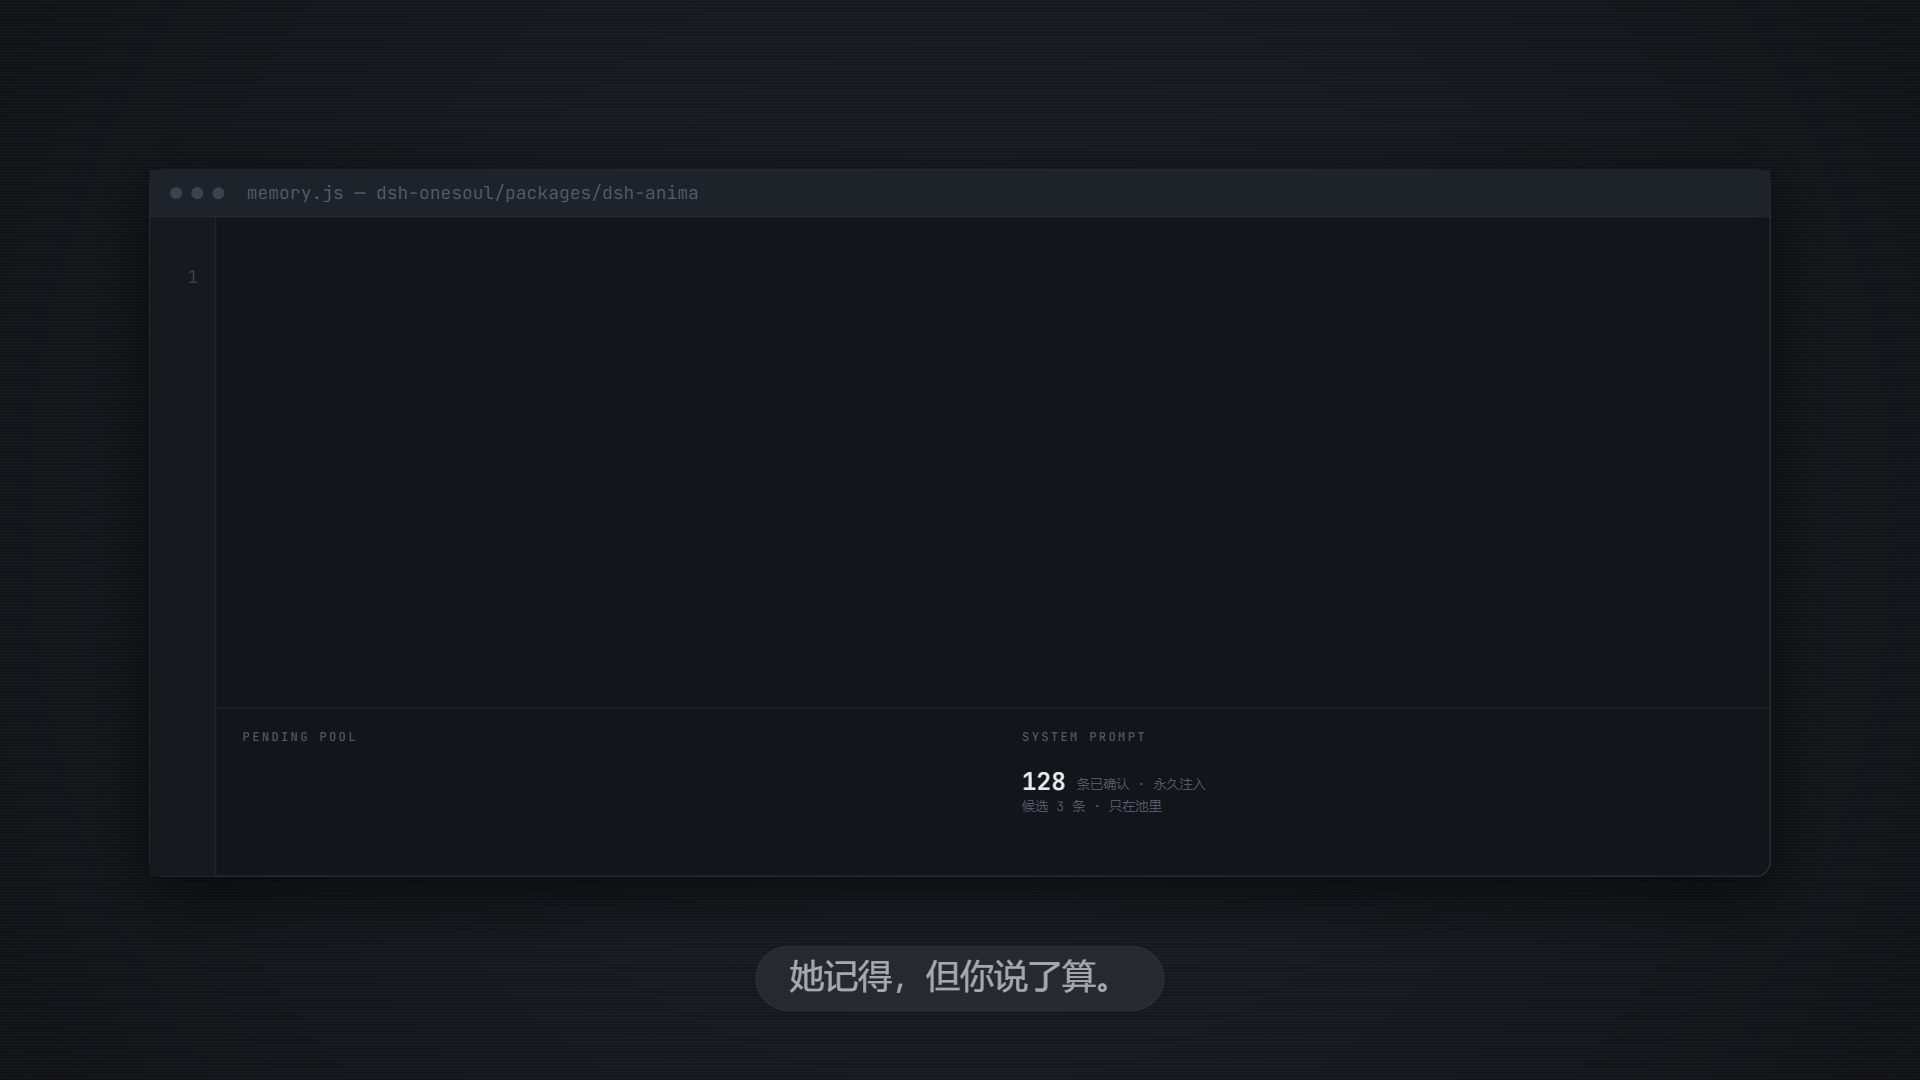 memory.js — dsh-onesoul/packages/dsh-anima
1
PENDING POOL
SYSTEM PROMPT
128 条已确认 · 永久注入
候选 3 条 · 只在池里
她记得，但你说了算。